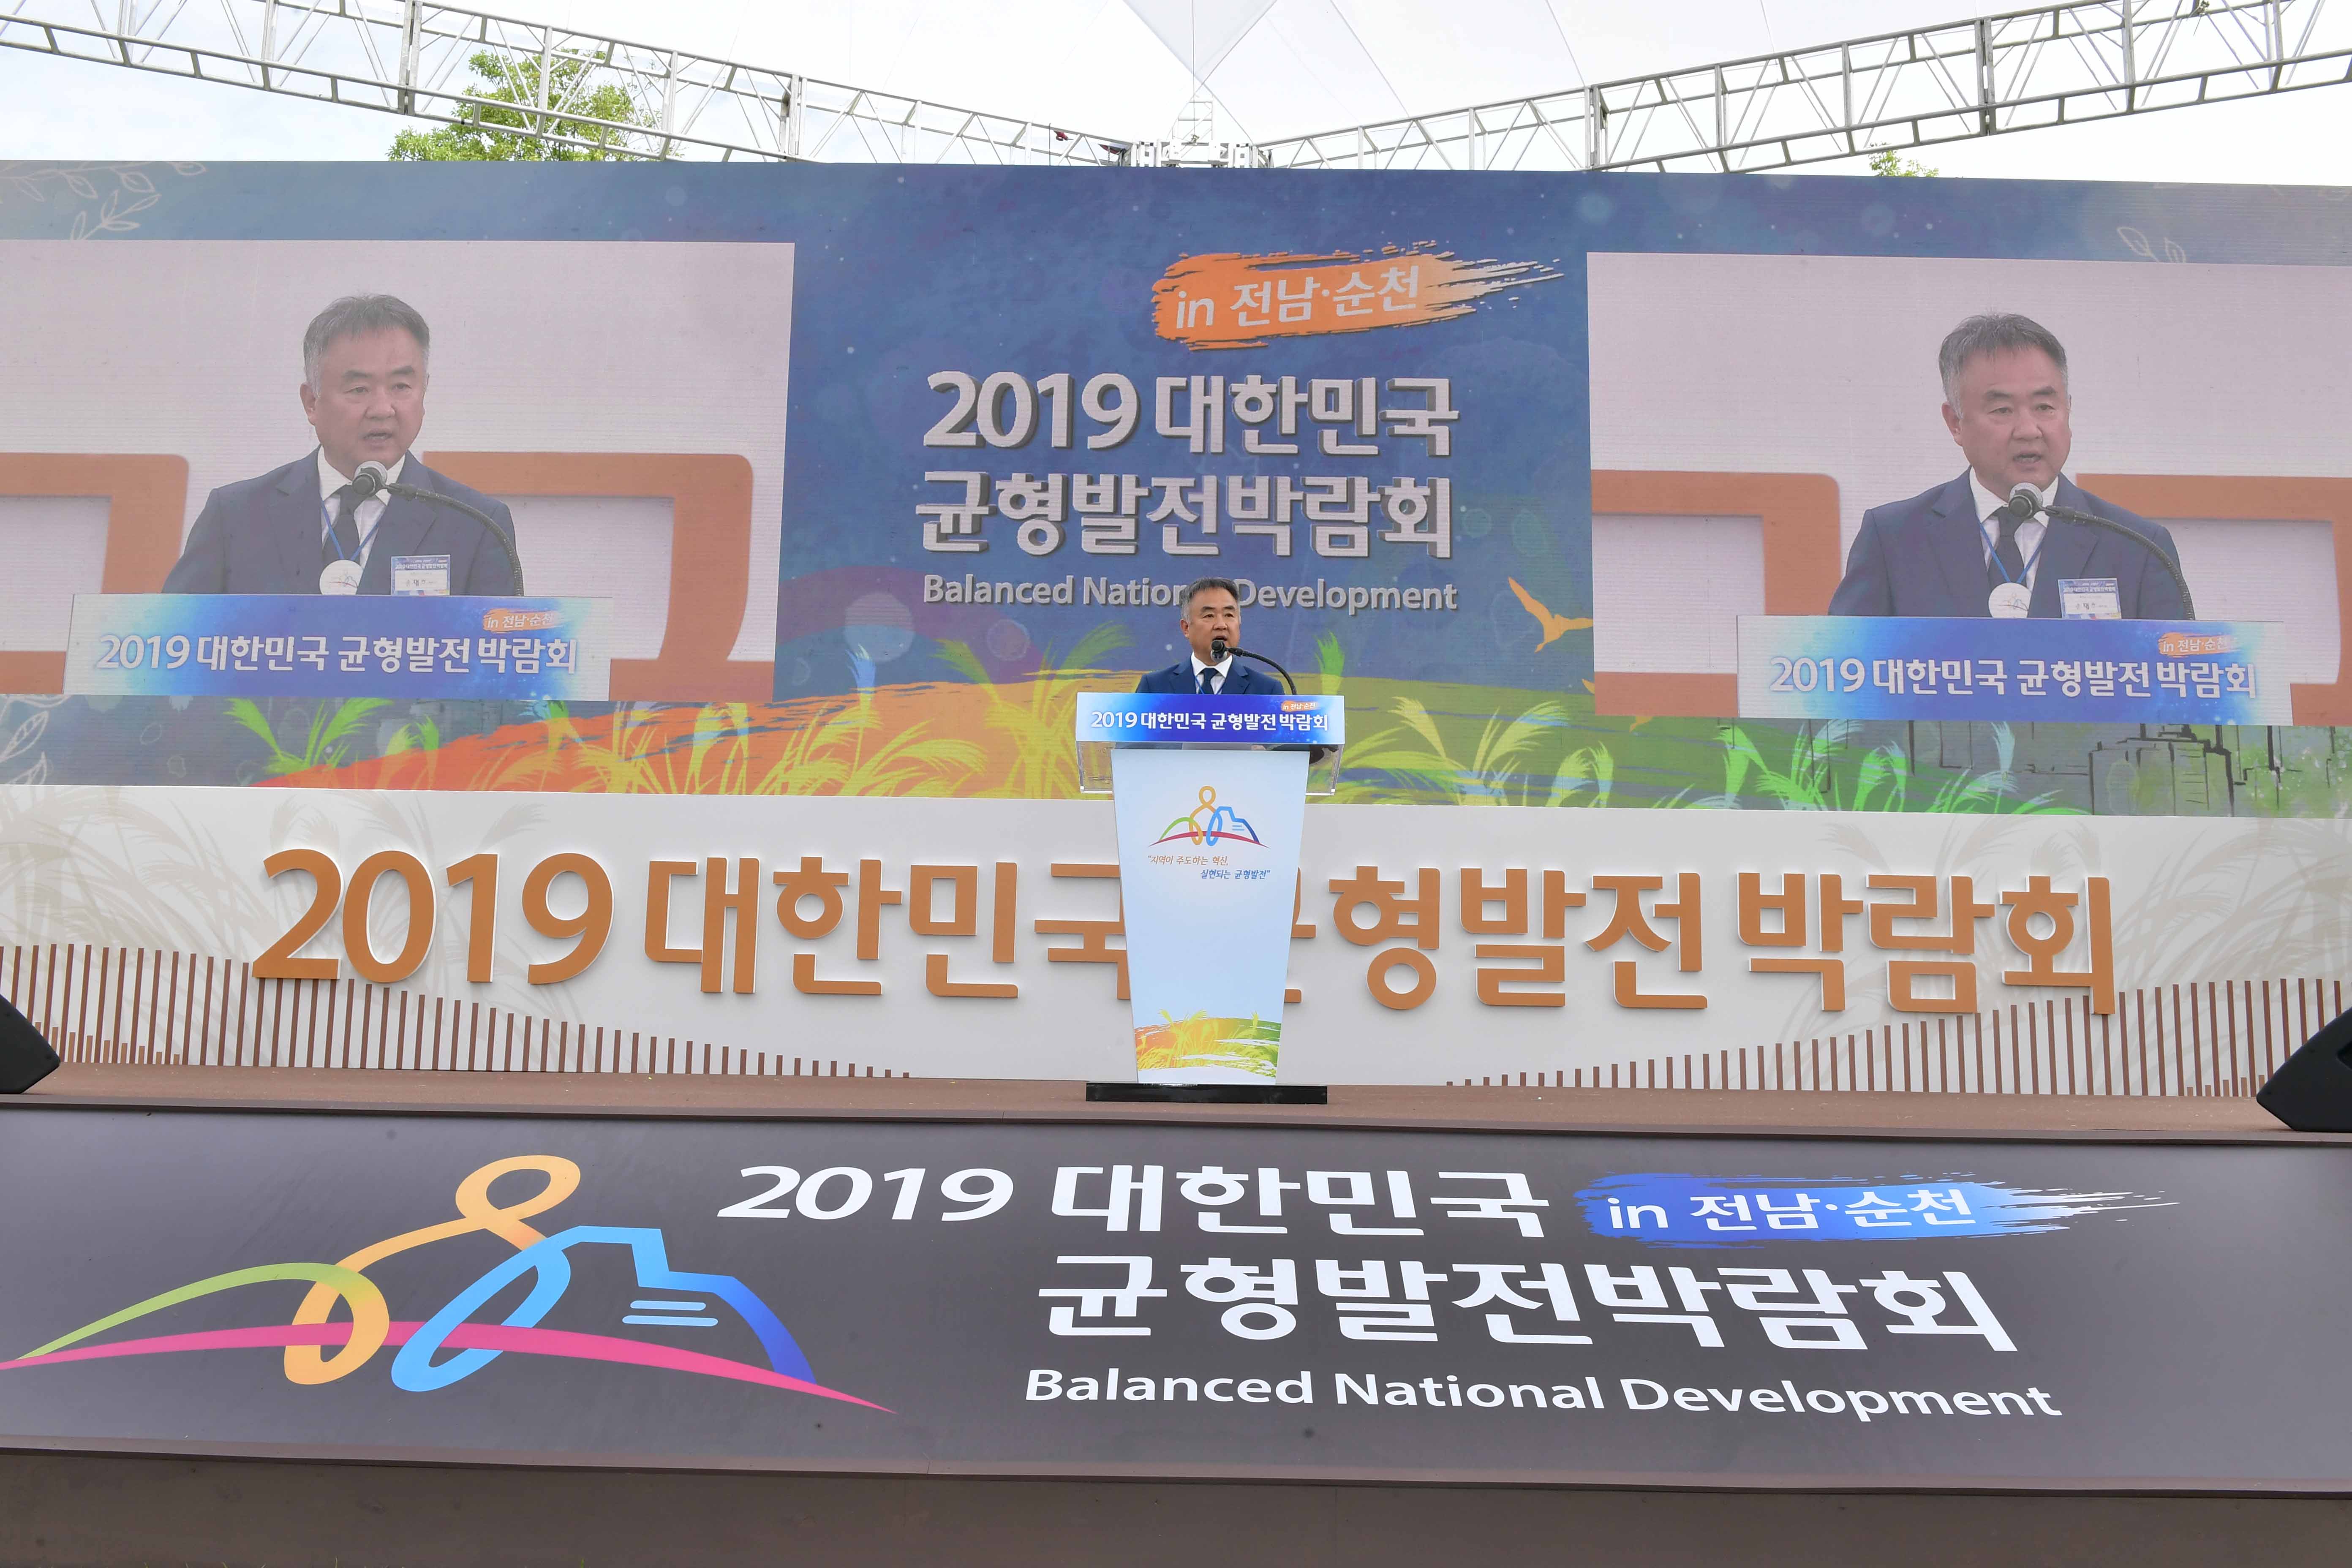 in 전남·순천
2019 대한민국
균형발전박람회
Balanced Nation Development
in 전남·순천
2019 대한민국 균형발전 박람회
in 전남·순천
2019 대한민국 균형발전 박람회
in 전남·순천
2019 대한민국 균형발전 박람회
"지역이 주도하는 혁신,
실현되는 균형발전"
2019 대한민국 균형발전 박람회
2019 대한민국 in 전남·순천
균형발전박람회
Balanced National Development